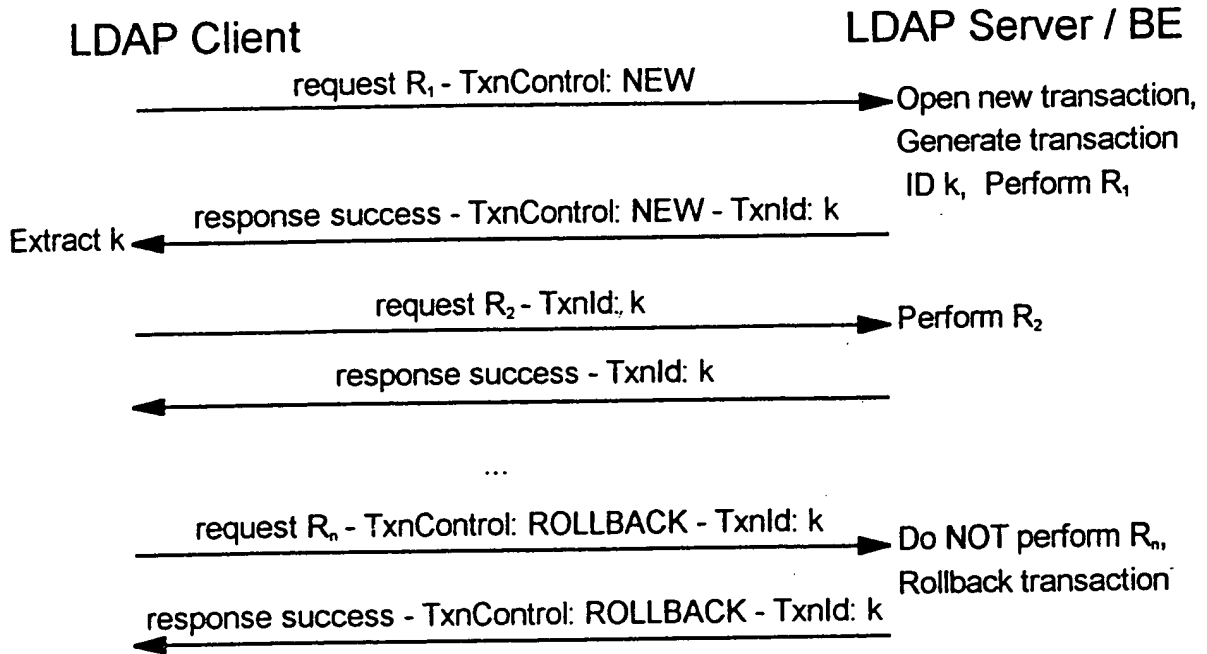 LDAP Client
LDAP Server / BE
request R₁ - TxnControl: NEW
Open new transaction,
Generate transaction
ID k, Perform R₁
response success - TxnControl: NEW - TxnId: k
Extract k
request R₂ - TxnId: k
Perform R₂
response success - TxnId: k
...
request Rₙ - TxnControl: ROLLBACK - TxnId: k
Do NOT perform Rₙ,
Rollback transaction
response success - TxnControl: ROLLBACK - TxnId: k